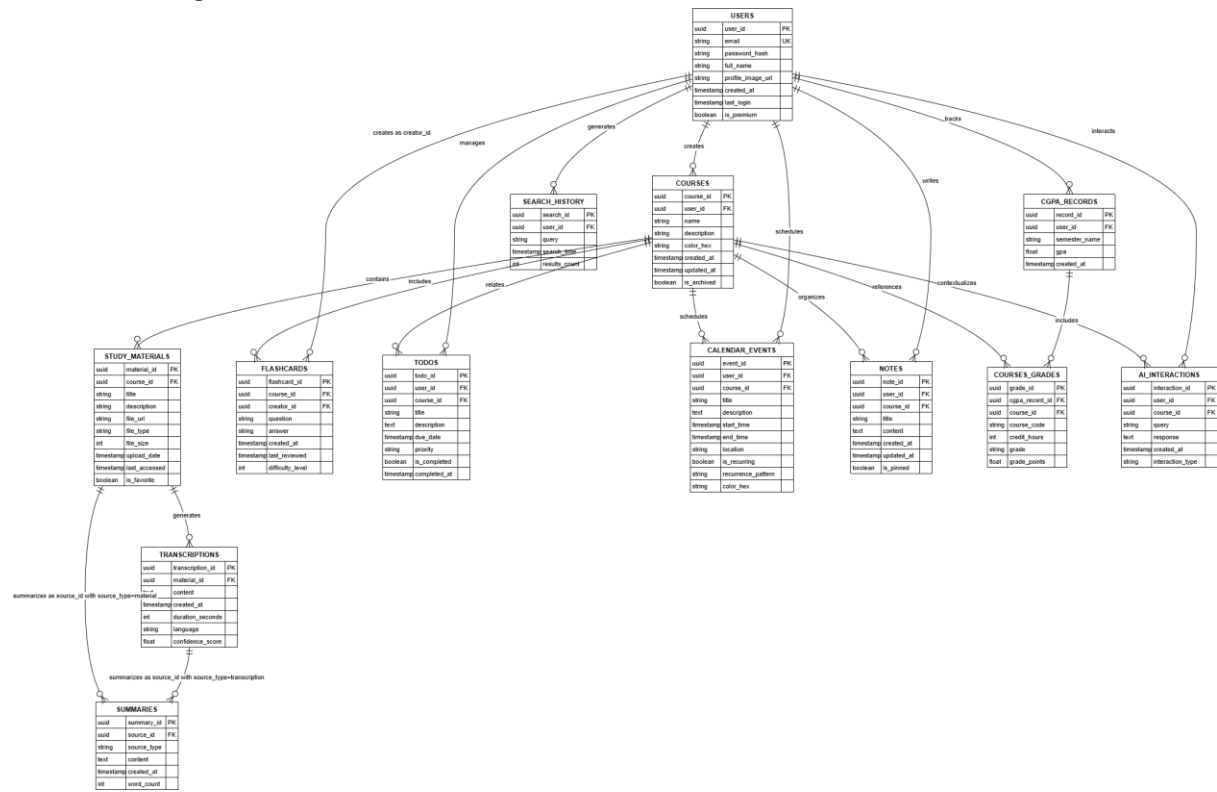 USERS
uuid user_id PK
string email UK
string password_hash
string full_name
string profile_image_url
timestamp created_at
timestamp last_login
boolean is_premium
creates as creator_id
manages
generates
creates
schedules
writes
tracks
interacts
SEARCH_HISTORY
uuid search_id PK
uuid user_id FK
string query
timestamp search_time
int results_count
COURSES
uuid course_id PK
uuid user_id FK
string name
string description
string color_hex
timestamp created_at
timestamp updated_at
boolean is_archived
CGPA_RECORDS
uuid record_id PK
uuid user_id FK
string semester_name
float gpa
timestamp created_at
contains
includes
relates
schedules
organizes
references
contextualizes
includes
STUDY_MATERIALS
uuid material_id PK
uuid course_id FK
string title
string description
string file_url
string file_type
int file_size
timestamp upload_date
timestamp last_accessed
boolean is_favorite
FLASHCARDS
uuid flashcard_id PK
uuid course_id FK
uuid creator_id FK
string question
string answer
timestamp created_at
timestamp last_reviewed
int difficulty_level
TODOS
uuid todo_id PK
uuid user_id FK
uuid course_id FK
string title
text description
timestamp due_date
string priority
boolean is_completed
timestamp completed_at
CALENDAR_EVENTS
uuid event_id PK
uuid user_id FK
uuid course_id FK
string title
text description
timestamp start_time
timestamp end_time
string location
boolean is_recurring
string recurrence_pattern
string color_hex
NOTES
uuid note_id PK
uuid user_id FK
uuid course_id FK
string title
text content
timestamp created_at
timestamp updated_at
boolean is_pinned
COURSES_GRADES
uuid grade_id PK
uuid cgpa_record_id FK
uuid course_id FK
string course_code
int credit_hours
string grade
float grade_points
AI_INTERACTIONS
uuid interaction_id PK
uuid user_id FK
uuid course_id FK
string query
text response
timestamp created_at
string interaction_type
generates
TRANSCRIPTIONS
uuid transcription_id PK
uuid material_id FK
content
timestamp created_at
int duration_seconds
string language
float confidence_score
summarizes as source_id with source_type=material
summarizes as source_id with source_type=transcription
SUMMARIES
uuid summary_id PK
uuid source_id FK
string source_type
text content
timestamp created_at
int word_count